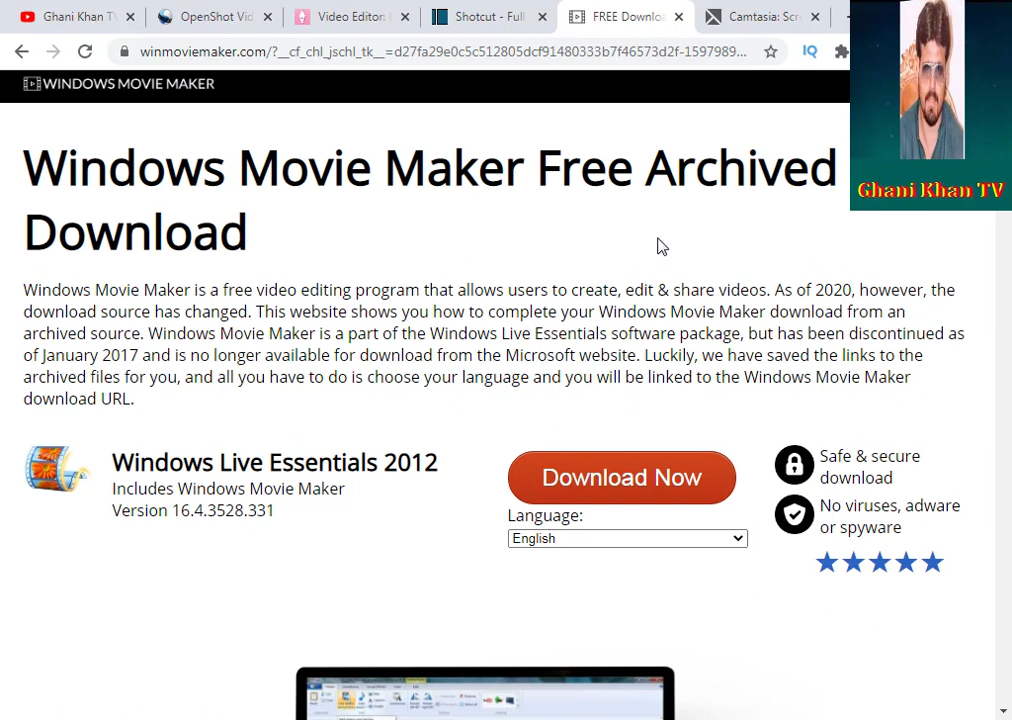 Ghani Khan T
OpenShot Vid
Video Editor:
Shotcut - Full
FREE Downlo
Camtasia: Scr
winmoviemaker.com/?__cf_chl_jschl_tk__=d27fa29e0c5c512805dcf91480333b7f46573d2f-1597989...
WINDOWS MOVIE MAKER
Ghani Khan TV
Windows Movie Maker Free Archived
Download
Windows Movie Maker is a free video editing program that allows users to create, edit & share videos. As of 2020, however, the
download source has changed. This website shows you how to complete your Windows Movie Maker download from an
archived source. Windows Movie Maker is a part of the Windows Live Essentials software package, but has been discontinued as
of January 2017 and is no longer available for download from the Microsoft website. Luckily, we have saved the links to the
archived files for you, and all you have to do is choose your language and you will be linked to the Windows Movie Maker
download URL.
Windows Live Essentials 2012
Includes Windows Movie Maker
Version 16.4.3528.331
Download Now
Language:
English
Safe & secure
download
No viruses, adware
or spyware